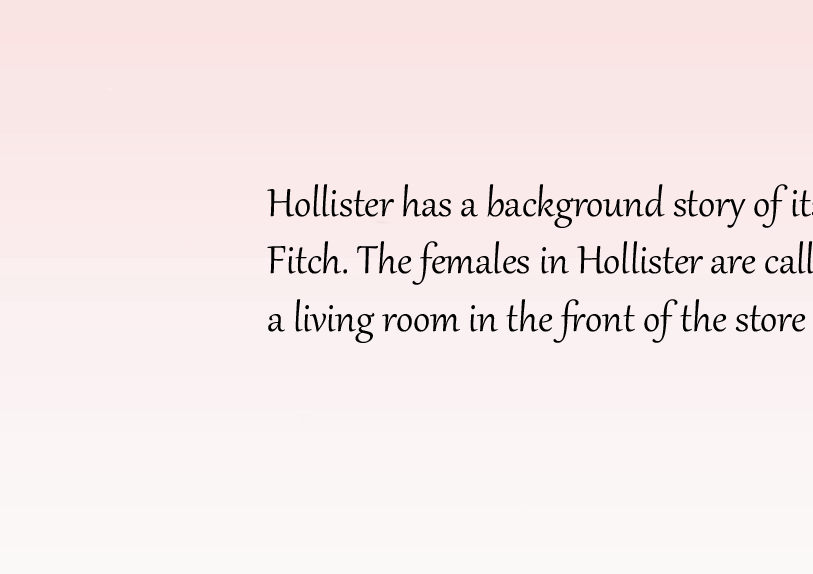 Hollister has a background story of its
Fitch. The females in Hollister are call
a living room in the front of the store